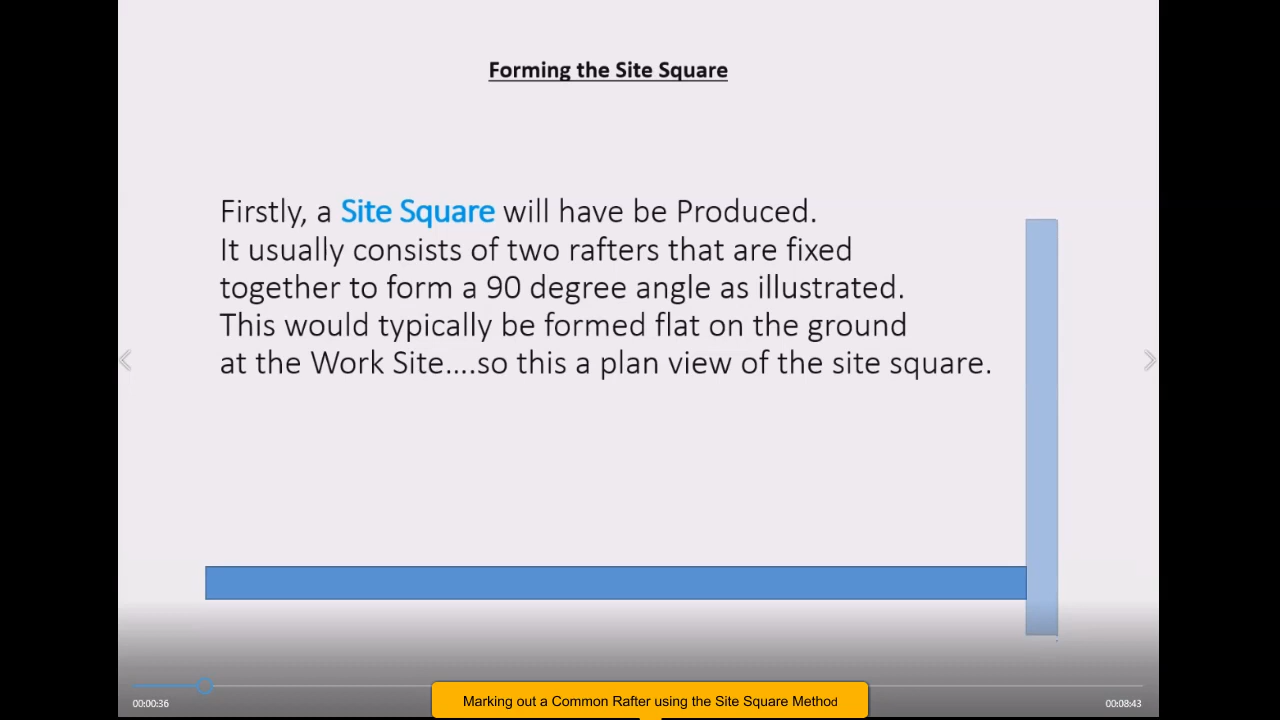 Forming the Site Square
Firstly, a Site Square will have be Produced.
It usually consists of two rafters that are fixed
together to form a 90 degree angle as illustrated.
This would typically be formed flat on the ground
at the Work Site....so this a plan view of the site square.
00:00:36
00:08:43
Marking out a Common Rafter using the Site Square Method